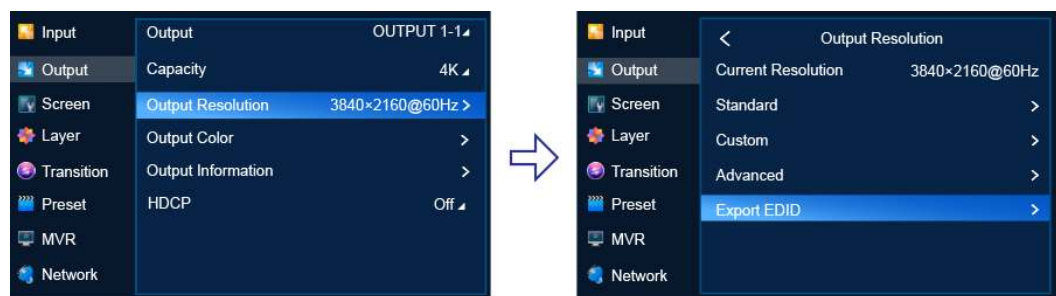 Input
Output
Screen
Layer
Transition
Preset
MVR
Network
Output OUTPUT 1-1
Capacity 4K
Output Resolution 3840×2160@60Hz >
Output Color >
Output Information >
HDCP Off
Input
Output
Screen
Layer
Transition
Preset
MVR
Network
< Output Resolution
Current Resolution 3840×2160@60Hz
Standard >
Custom >
Advanced >
Export EDID >